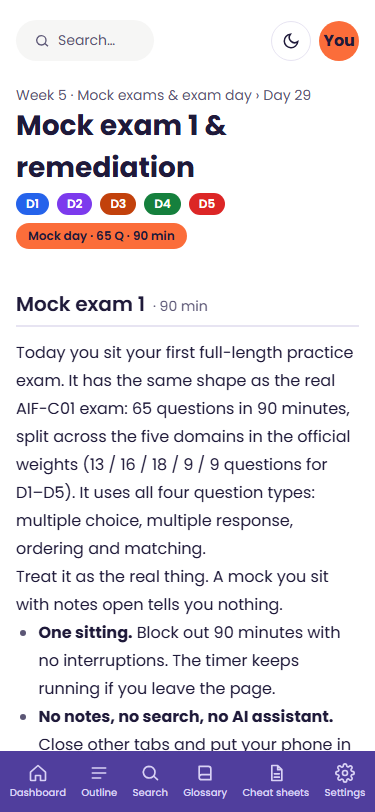 Search...
You
Week 5 · Mock exams & exam day › Day 29
Mock exam 1 &
remediation
D1 D2 D3 D4 D5
Mock day · 65 Q · 90 min
Mock exam 1 · 90 min
Today you sit your first full-length practice
exam. It has the same shape as the real
AIF-C01 exam: 65 questions in 90 minutes,
split across the five domains in the official
weights (13 / 16 / 18 / 9 / 9 questions for
D1–D5). It uses all four question types:
multiple choice, multiple response,
ordering and matching.
Treat it as the real thing. A mock you sit
with notes open tells you nothing.
One sitting. Block out 90 minutes with
no interruptions. The timer keeps
running if you leave the page.
No notes, no search, no AI assistant.
Close other tabs and put your phone in
Dashboard Outline Search Glossary Cheat sheets Settings